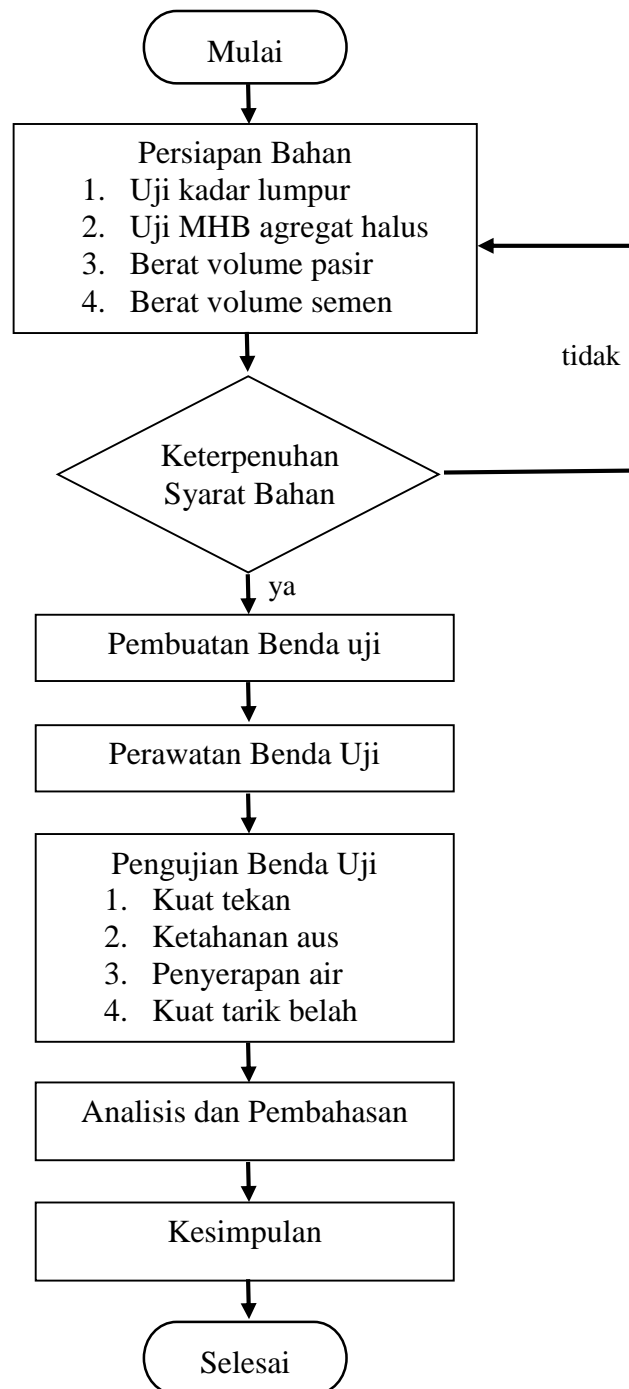 Mulai
Persiapan Bahan
1. Uji kadar lumpur
2. Uji MHB agregat halus
3. Berat volume pasir
4. Berat volume semen
tidak
Keterpenuhan
Syarat Bahan
ya
Pembuatan Benda uji
Perawatan Benda Uji
Pengujian Benda Uji
1. Kuat tekan
2. Ketahanan aus
3. Penyerapan air
4. Kuat tarik belah
Analisis dan Pembahasan
Kesimpulan
Selesai